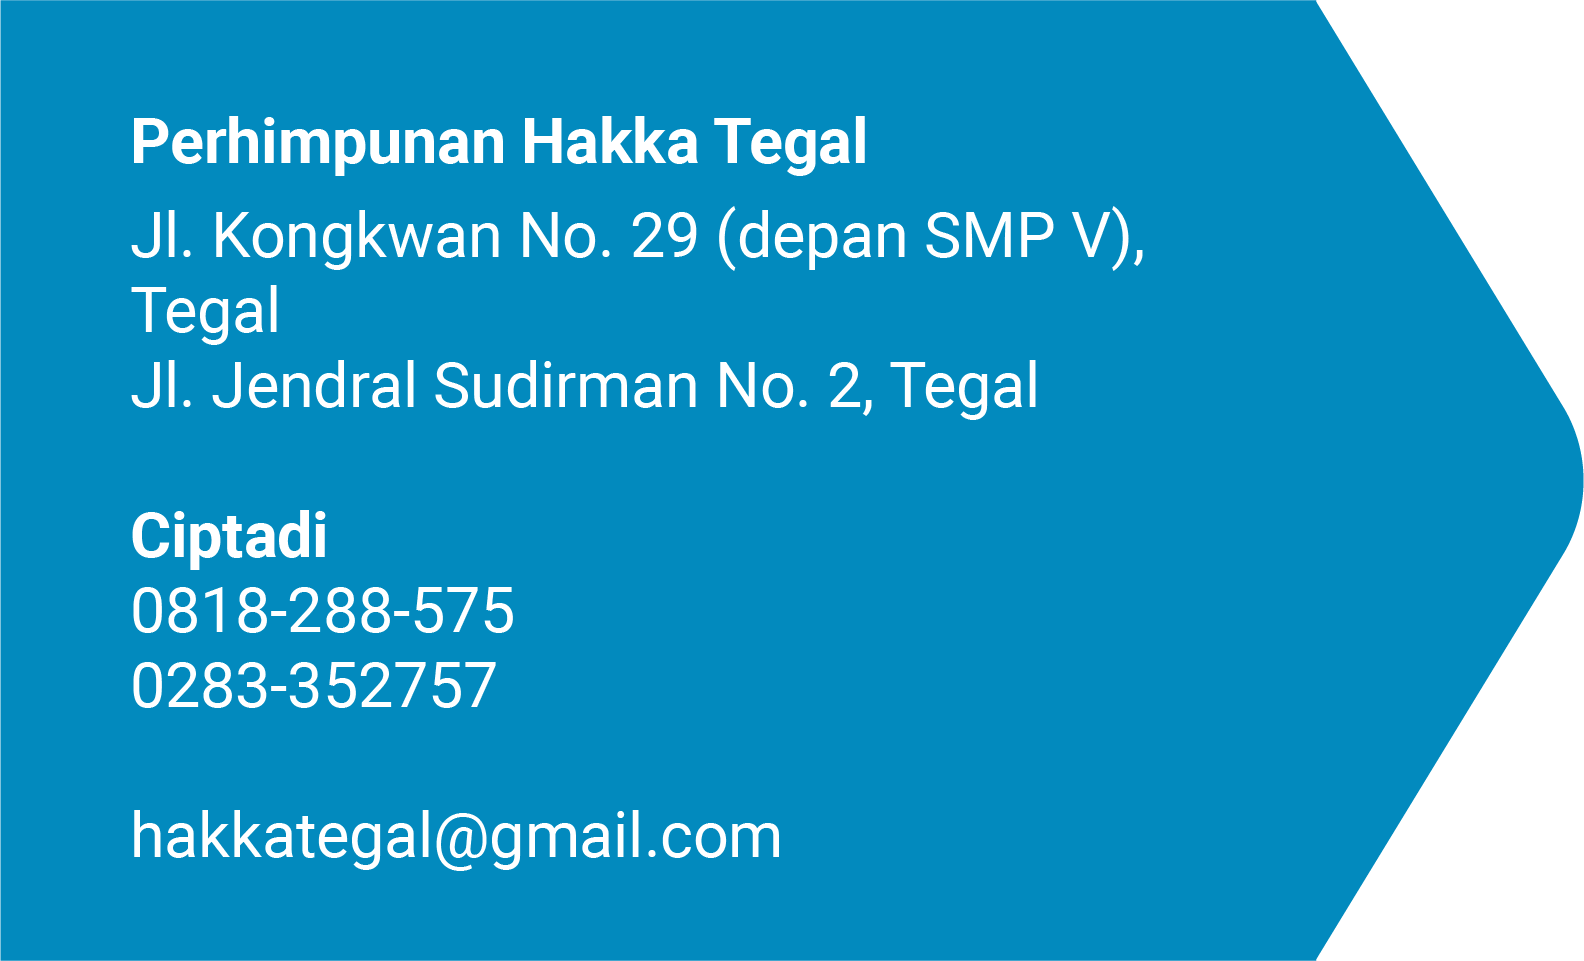 Perhimpunan Hakka Tegal
Jl. Kongkwan No. 29 (depan SMP V),
Tegal
Jl. Jendral Sudirman No. 2, Tegal
Ciptadi
0818-288-575
0283-352757
hakkategal@gmail.com